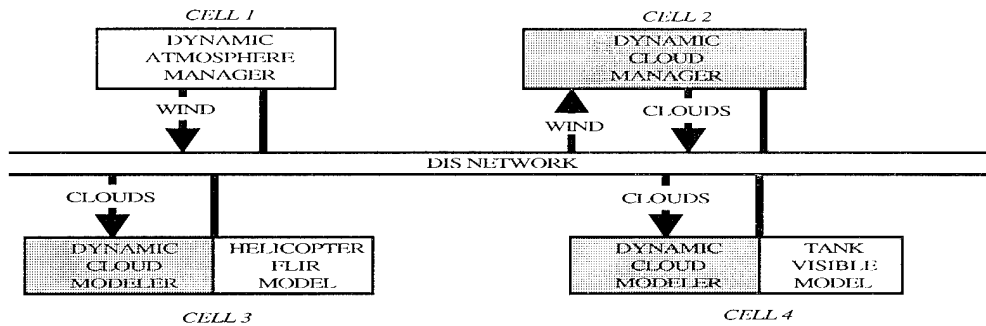 CELL 1
CELL 2
DYNAMIC
ATMOSPHERE
MANAGER
DYNAMIC
CLOUD
MANAGER
WIND
WIND
CLOUDS
DIS NETWORK
CLOUDS
CLOUDS
DYNAMIC
CLOUD
MODELER
HELICOPTER
FLIR
MODEL
DYNAMIC
CLOUD
MODELER
TANK
VISIBLE
MODEL
CELL 3
CELL 4